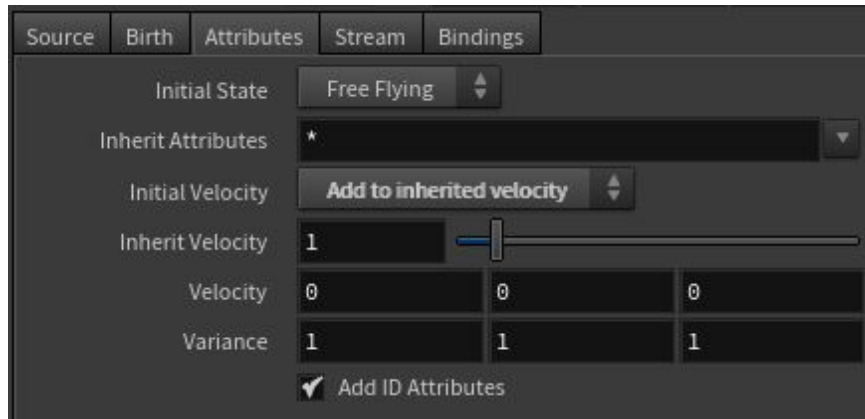 Source Birth Attributes Stream Bindings
Initial State Free Flying
Inherit Attributes *
Initial Velocity Add to inherited velocity
Inherit Velocity 1
Velocity 0 0 0
Variance 1 1 1
Add ID Attributes